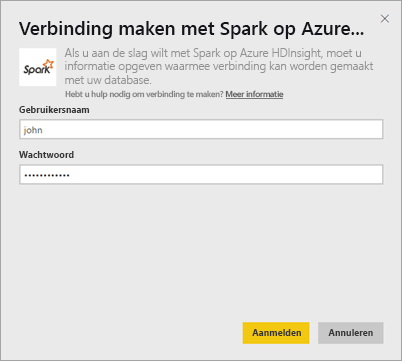 Verbinding maken met Spark op Azure...
Spark
Als u aan de slag wilt met Spark op Azure HDInsight, moet u
informatie opgeven waarmee verbinding kan worden gemaakt
met uw database.
Hebt u hulp nodig om verbinding te maken? Meer informatie
Gebruikersnaam
john
Wachtwoord
••••••••••••
Aanmelden Annuleren